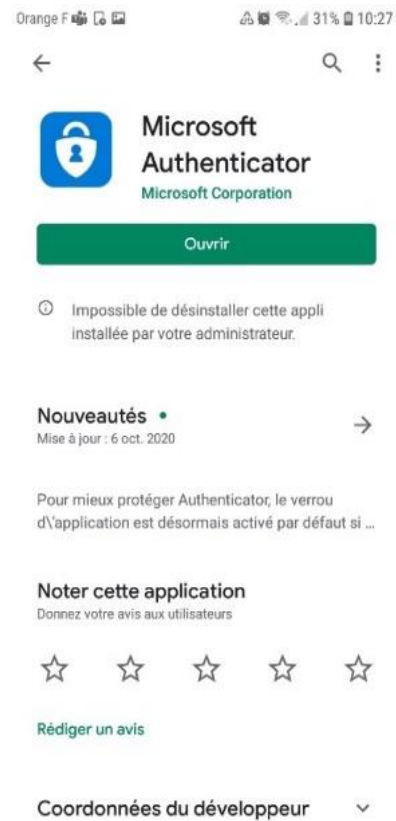 Orange F 31% 10:27
Microsoft
Authenticator
Microsoft Corporation
Ouvrir
Impossible de désinstaller cette appli
installée par votre administrateur.
Nouveautés
Mise à jour : 6 oct. 2020
Pour mieux protéger Authenticator, le verrou
d\'application est désormais activé par défaut si ...
Noter cette application
Donnez votre avis aux utilisateurs
Rédiger un avis
Coordonnées du développeur